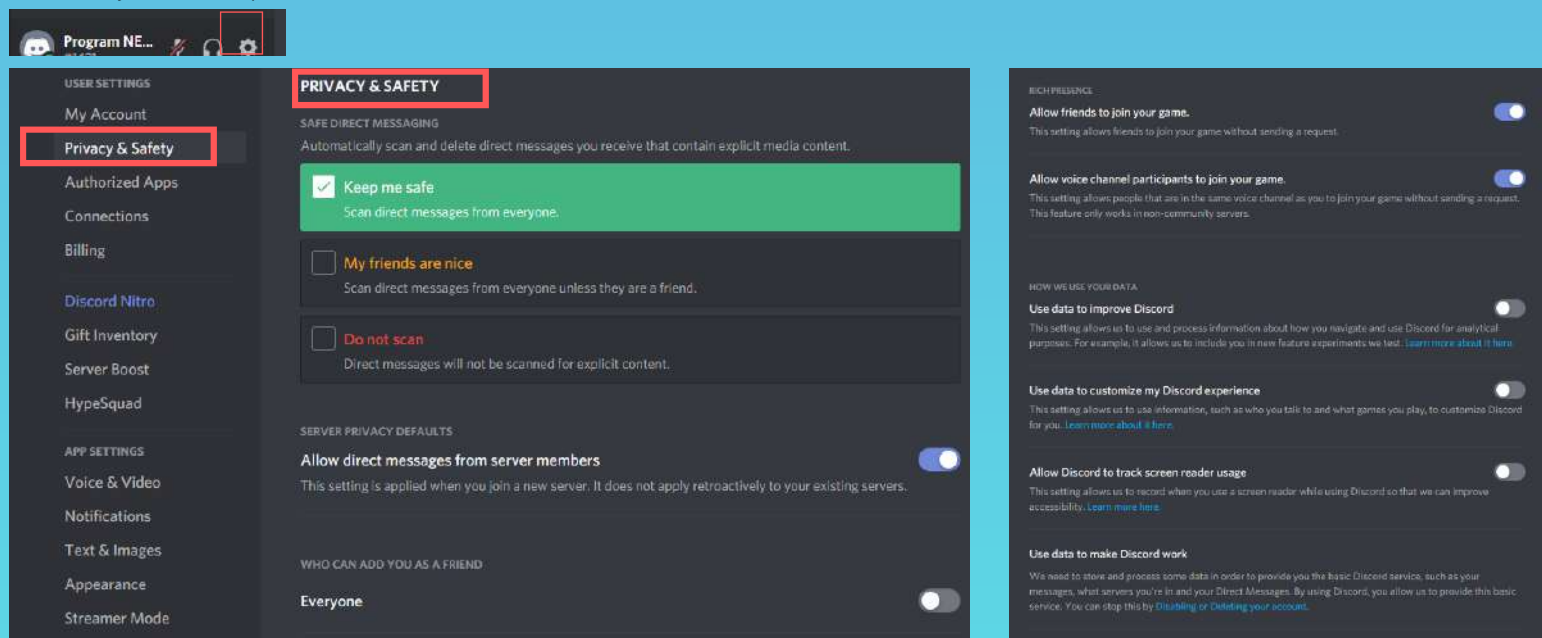 Program NE...
USER SETTINGS
My Account
Privacy & Safety
Authorized Apps
Connections
Billing
Discord Nitro
Gift Inventory
Server Boost
HypeSquad
APP SETTINGS
Voice & Video
Notifications
Text & Images
Appearance
Streamer Mode
PRIVACY & SAFETY
SAFE DIRECT MESSAGING
Automatically scan and delete direct messages you receive that contain explicit media content.
Keep me safe
Scan direct messages from everyone.
My friends are nice
Scan direct messages from everyone unless they are a friend.
Do not scan
Direct messages will not be scanned for explicit content.
SERVER PRIVACY DEFAULTS
Allow direct messages from server members
This setting is applied when you join a new server. It does not apply retroactively to your existing servers.
WHO CAN ADD YOU AS A FRIEND
Everyone
RICH PRESENCE
Allow friends to join your game.
This setting allows friends to join your game without sending a request.
Allow voice channel participants to join your game.
This setting allows people that are in the same voice channel as you to join your game without sending a request.
This feature only works in non-community servers.
HOW WE USE YOUR DATA
Use data to improve Discord
This setting allows us to use and process information about how you navigate and use Discord for analytical
purposes. For example, it allows us to include you in new feature experiments we test. Learn more about it here.
Use data to customize my Discord experience
This setting allows us to use information, such as who you talk to and what games you play, to customize Discord
for you. Learn more about it here.
Allow Discord to track screen reader usage
This setting allows us to record when you use a screen reader while using Discord so that we can improve
accessibility. Learn more here.
Use data to make Discord work
We need to store and process some data in order to provide you the basic Discord service, such as your
messages, what servers you're in and your Direct Messages. By using Discord, you allow us to provide this basic
service. You can stop this by Disabling or Deleting your account.